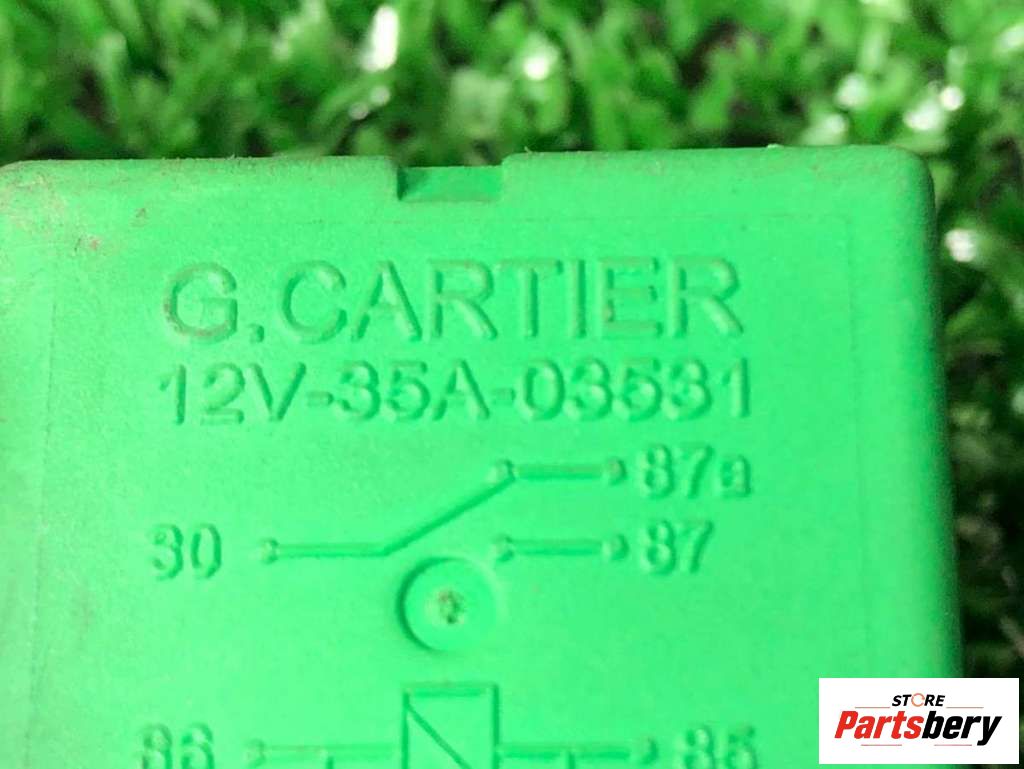 G.CARTIER
12V-35A-03531
87a
30
87
86
85
STORE
Partsbery